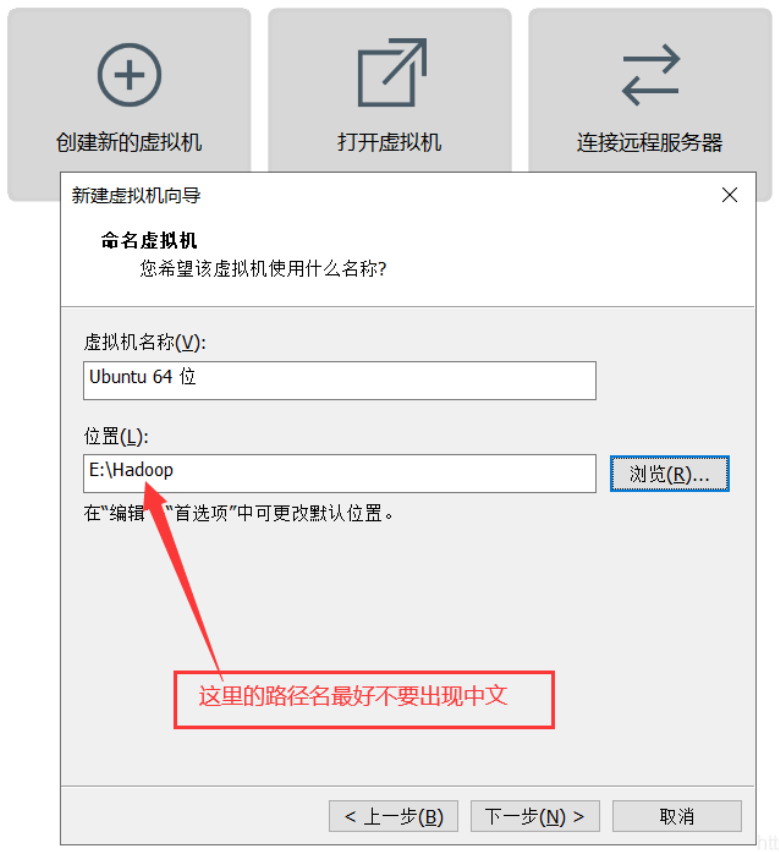 创建新的虚拟机
打开虚拟机
连接远程服务器
新建虚拟机向导
命名虚拟机
您希望该虚拟机使用什么名称?
虚拟机名称(V):
Ubuntu 64 位
位置(L):
E:\Hadoop
浏览(R)...
在“编辑”“首选项”中可更改默认位置。
这里的路径名最好不要出现中文
< 上一步(B)
下一步(N) >
取消
htt